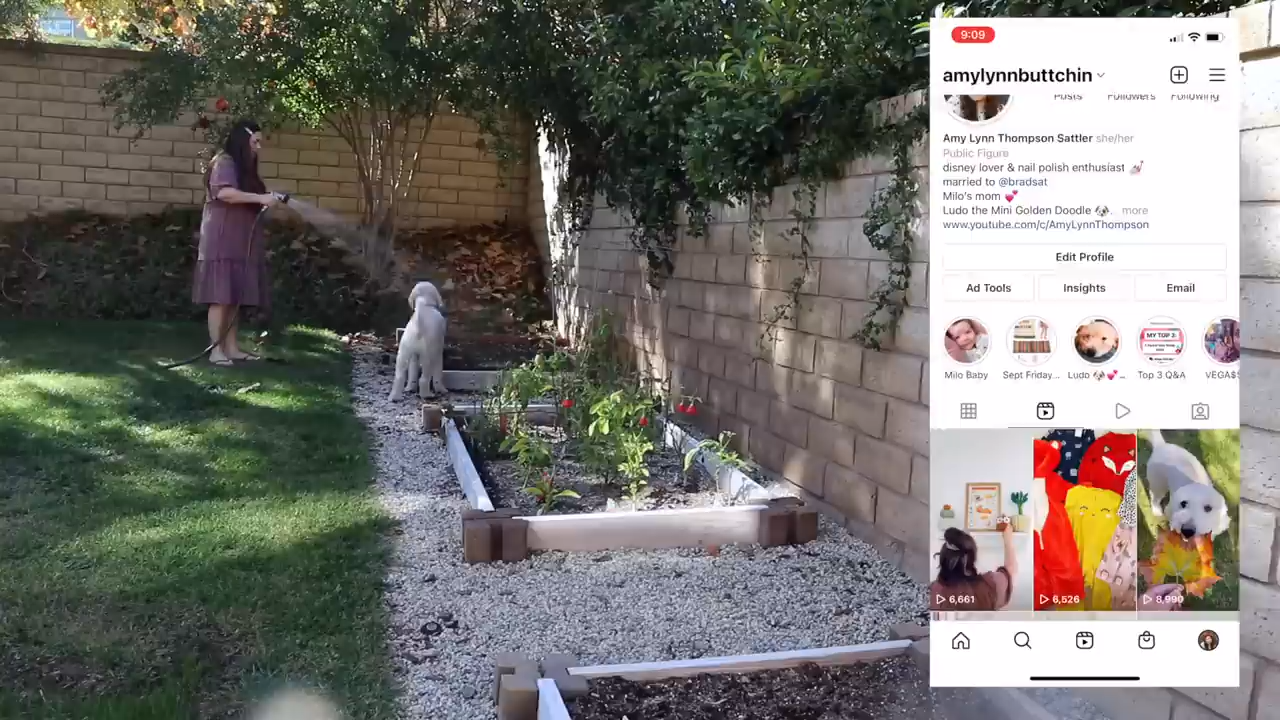 9:09
amylynnbuttchin
Posts Followers Following
Amy Lynn Thompson Sattler she/her
Public Figure
disney lover & nail polish enthusiast
married to @bradsat
Milo's mom
Ludo the Mini Golden Doodle ... more
www.youtube.com/c/AmyLynnThompson
Edit Profile
Ad Tools Insights Email
Milo Baby Sept Friday... Ludo ... Top 3 Q&A VEGA$
MY TOP 3:
6,661 6,526 8,990